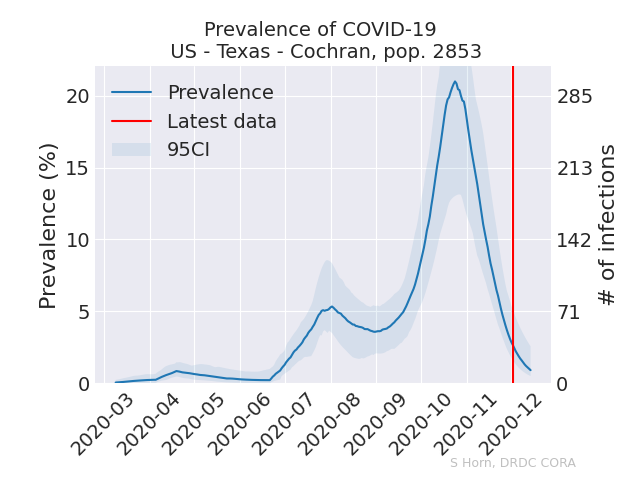 Prevalence of COVID-19
US - Texas - Cochran, pop. 2853
Prevalence
Latest data
95CI
Prevalence (%)
20
15
10
5
0
285
213
142
71
0
# of infections
2020-03
2020-04
2020-05
2020-06
2020-07
2020-08
2020-09
2020-10
2020-11
2020-12
S Horn, DRDC CORA